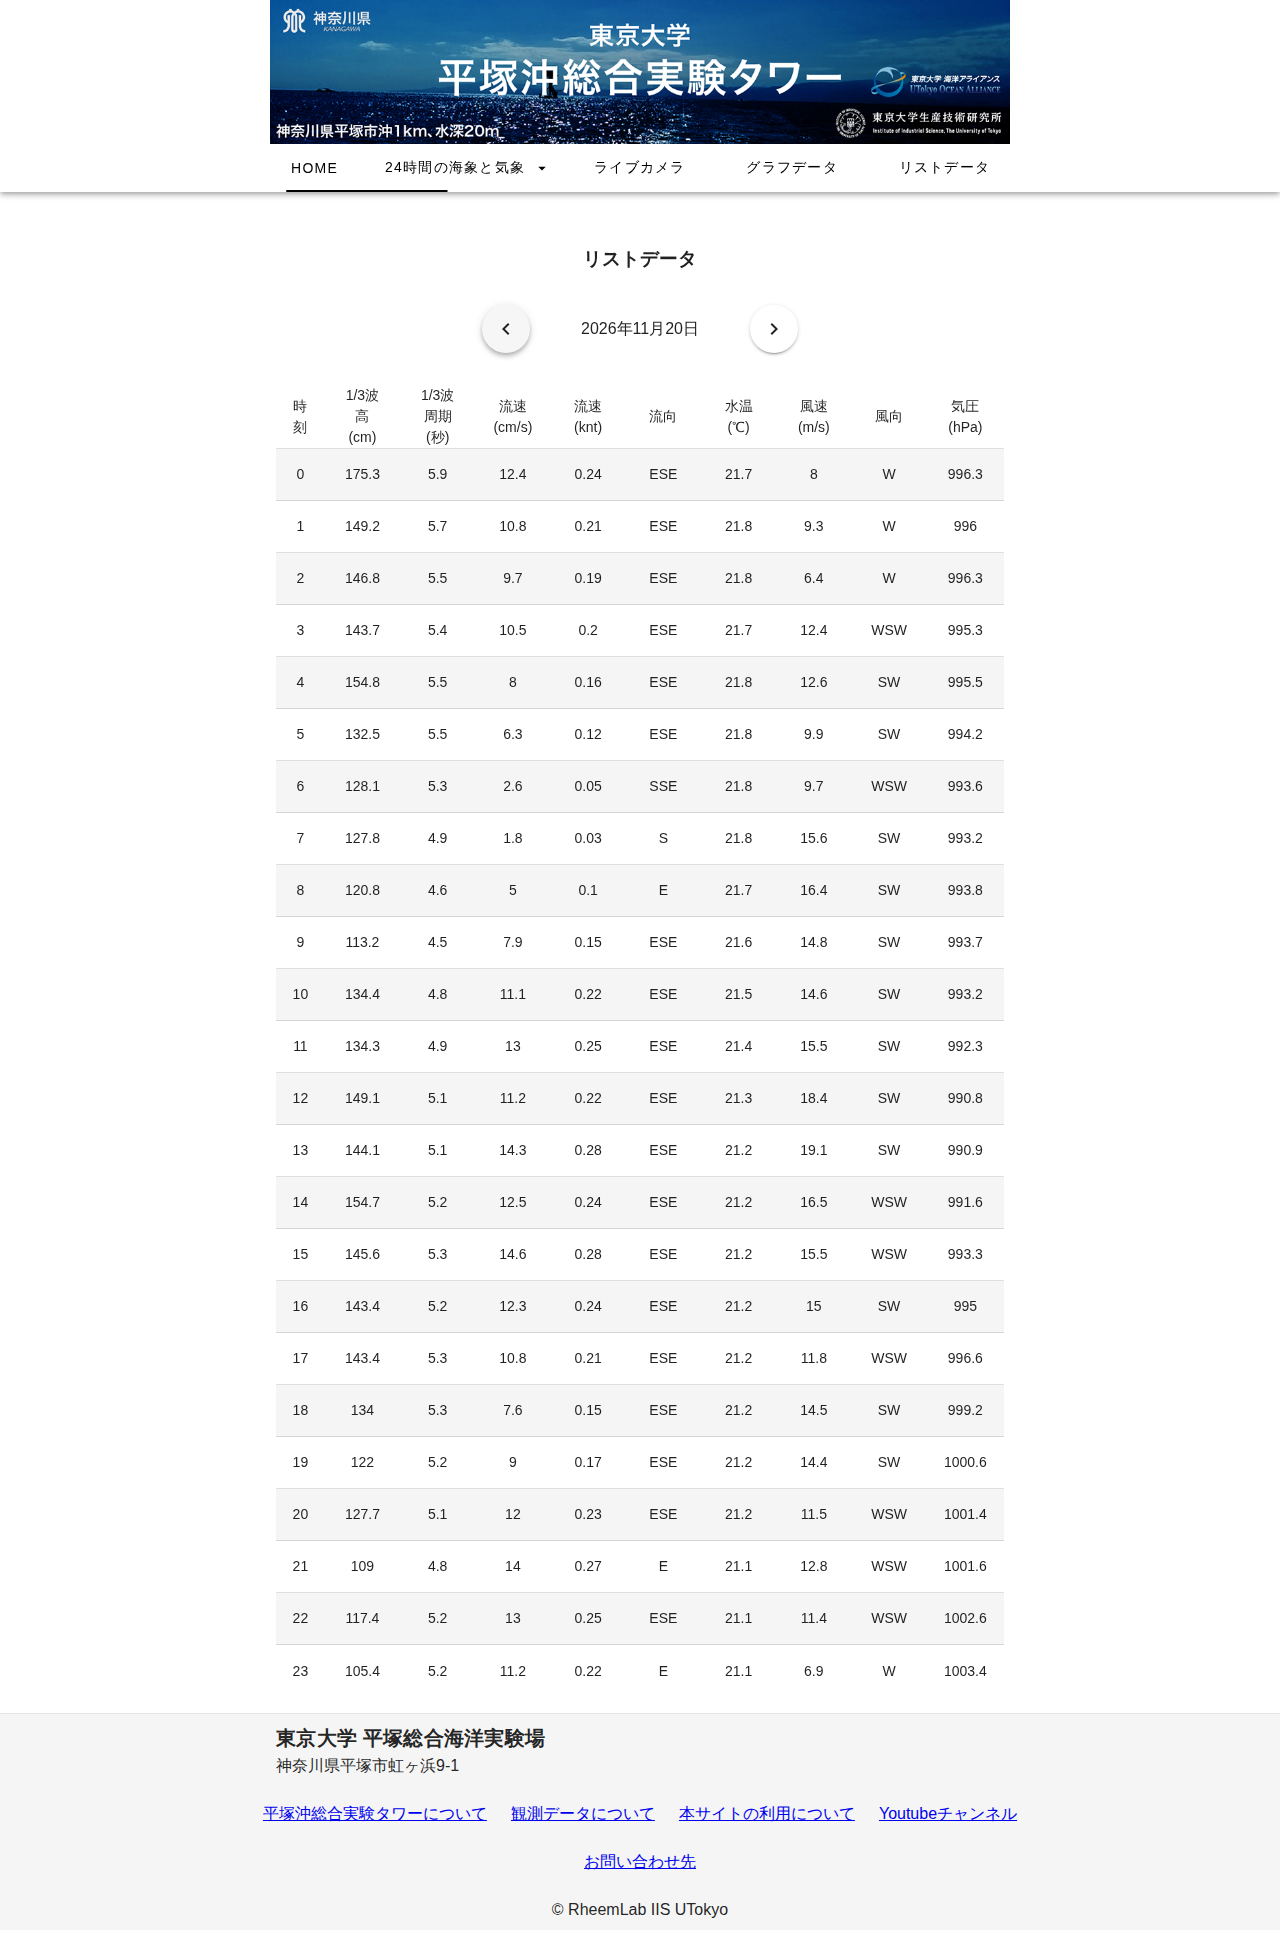 神奈川県
KANAGAWA
東京大学
平塚沖総合実験タワー
東京大学 海洋アライアンス
UTokyo OCEAN ALLIANCE
東京大学生産技術研究所
Institute of Industrial Science, The University of Tokyo
神奈川県平塚市沖1km、水深20m
HOME 24時間の海象と気象 ライブカメラ グラフデータ リストデータ
リストデータ
2026年11月20日
時刻 1/3波高(cm) 1/3波周期(秒) 流速(cm/s) 流速(knt) 流向 水温(℃) 風速(m/s) 風向 気圧(hPa)
0 175.3 5.9 12.4 0.24 ESE 21.7 8 W 996.3
1 149.2 5.7 10.8 0.21 ESE 21.8 9.3 W 996
2 146.8 5.5 9.7 0.19 ESE 21.8 6.4 W 996.3
3 143.7 5.4 10.5 0.2 ESE 21.7 12.4 WSW 995.3
4 154.8 5.5 8 0.16 ESE 21.8 12.6 SW 995.5
5 132.5 5.5 6.3 0.12 ESE 21.8 9.9 SW 994.2
6 128.1 5.3 2.6 0.05 SSE 21.8 9.7 WSW 993.6
7 127.8 4.9 1.8 0.03 S 21.8 15.6 SW 993.2
8 120.8 4.6 5 0.1 E 21.7 16.4 SW 993.8
9 113.2 4.5 7.9 0.15 ESE 21.6 14.8 SW 993.7
10 134.4 4.8 11.1 0.22 ESE 21.5 14.6 SW 993.2
11 134.3 4.9 13 0.25 ESE 21.4 15.5 SW 992.3
12 149.1 5.1 11.2 0.22 ESE 21.3 18.4 SW 990.8
13 144.1 5.1 14.3 0.28 ESE 21.2 19.1 SW 990.9
14 154.7 5.2 12.5 0.24 ESE 21.2 16.5 WSW 991.6
15 145.6 5.3 14.6 0.28 ESE 21.2 15.5 WSW 993.3
16 143.4 5.2 12.3 0.24 ESE 21.2 15 SW 995
17 143.4 5.3 10.8 0.21 ESE 21.2 11.8 WSW 996.6
18 134 5.3 7.6 0.15 ESE 21.2 14.5 SW 999.2
19 122 5.2 9 0.17 ESE 21.2 14.4 SW 1000.6
20 127.7 5.1 12 0.23 ESE 21.2 11.5 WSW 1001.4
21 109 4.8 14 0.27 E 21.1 12.8 WSW 1001.6
22 117.4 5.2 13 0.25 ESE 21.1 11.4 WSW 1002.6
23 105.4 5.2 11.2 0.22 E 21.1 6.9 W 1003.4
東京大学 平塚総合海洋実験場
神奈川県平塚市虹ヶ浜9-1
平塚沖総合実験タワーについて 観測データについて 本サイトの利用について Youtubeチャンネル
お問い合わせ先
© RheemLab IIS UTokyo